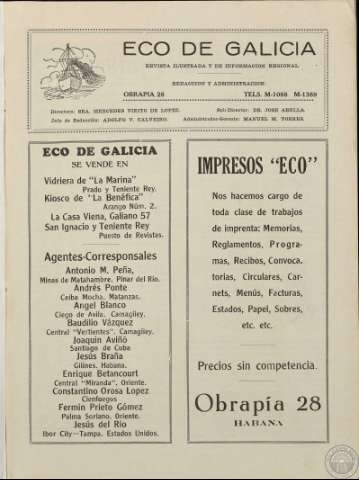 ECO DE GALICIA
REVISTA ILUSTRADA Y DE INFORMACION REGIONAL
REDACCION Y ADMINISTRACION:
OBRAPIA 28 TELS. M-1088 M-1369
Directora: SRA. MERCEDES VIEITO DE LOPEZ. Sub-Director: DR. JOSE ABELLA.
Jefe de Redacción: ADOLFO V. CALVEIRO. Administrador-Gerente: MANUEL M. TORRES.
ECO DE GALICIA
SE VENDE EN
Vidriera de “La Marina”
Prado y Teniente Rey.
Kiosco de “La Benéfica”
Arango Núm. 2.
La Casa Viena, Galiano 57
San Ignacio y Teniente Rey
Puesto de Revistas.
Agentes-Corresponsales
Antonio M. Peña,
Minas de Matahambre. Pinar del Río.
Andrés Ponte
Ceiba Mocha. Matanzas.
Angel Blanco
Ciego de Avila. Camagüey.
Baudilio Vázquez
Central “Vertientes”. Camagüey.
Joaquín Aviñó
Santiago de Cuba
Jesús Braña
Güines. Habana.
Enrique Betancourt
Central “Miranda”. Oriente.
Constantino Orosa Lopez
Cienfuegos
Fermín Prieto Gómez
Palma Soriano. Oriente.
Jesús del Rio
Ibor City—Tampa. Estados Unidos.
IMPRESOS “ECO”
Nos hacemos cargo de
toda clase de trabajos
de imprenta: Memorias,
Reglamentos, Progra-
mas, Recibos, Convoca-
torias, Circulares, Car-
nets, Menús, Facturas,
Estados, Papel, Sobres,
etc. etc.
Precios sin competencia.
Obrapía 28
HABANA